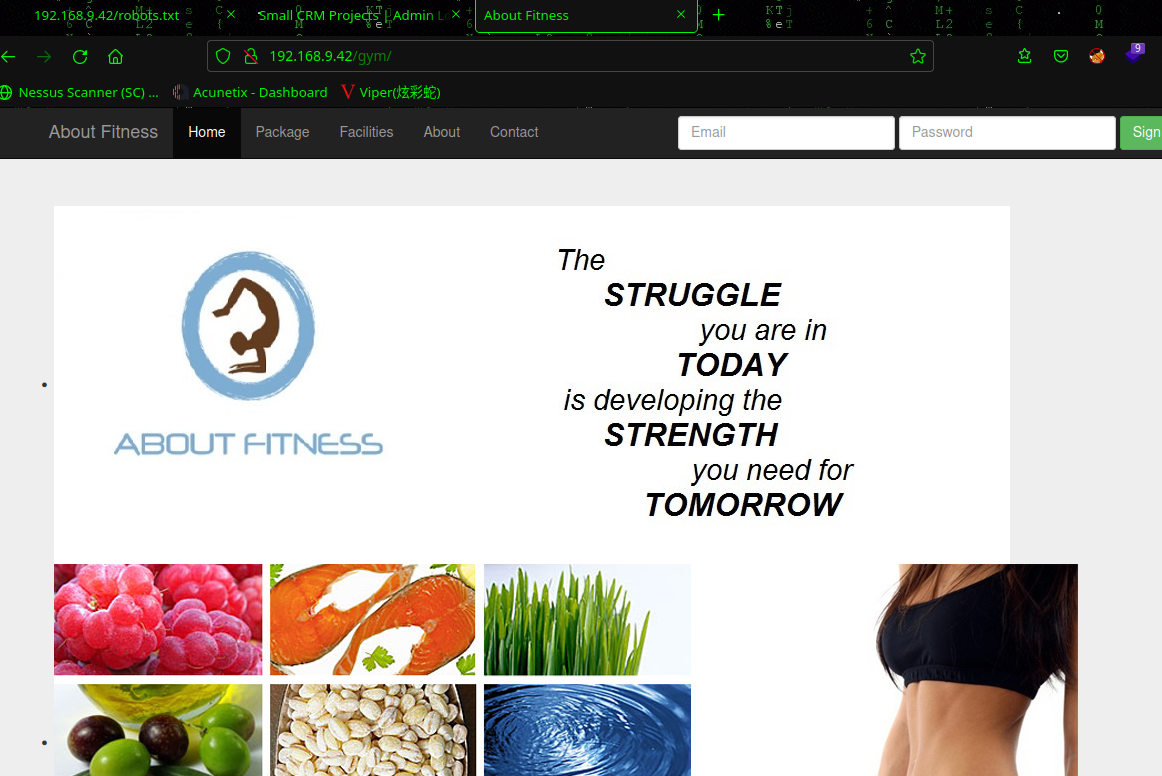 192.168.9.42/robots.txt
Small CRM Projects | Admin Lo
About Fitness
192.168.9.42/gym/
9
Nessus Scanner (SC) ...
Acunetix - Dashboard
Viper(炫彩蛇)
About Fitness
Home
Package
Facilities
About
Contact
Email
Password
Sign
ABOUT FITNESS
The
STRUGGLE
you are in
TODAY
is developing the
STRENGTH
you need for
TOMORROW